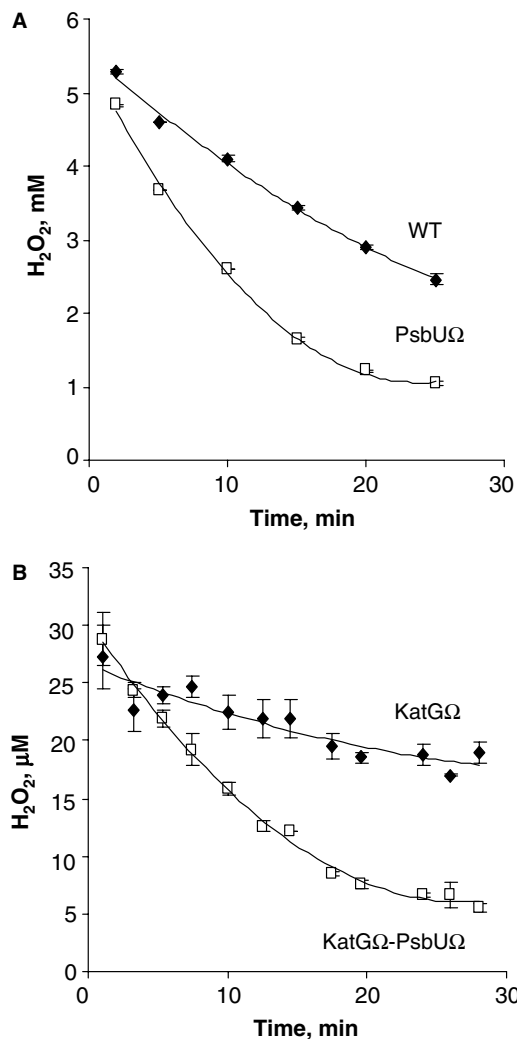 A
6
5
4
3
2
1
0
H₂O₂, mM
WT
PsbUΩ
0 10 20 30
Time, min
B
35
30
25
20
15
10
5
0
H₂O₂, μM
KatGΩ
KatGΩ-PsbUΩ
0 10 20 30
Time, min